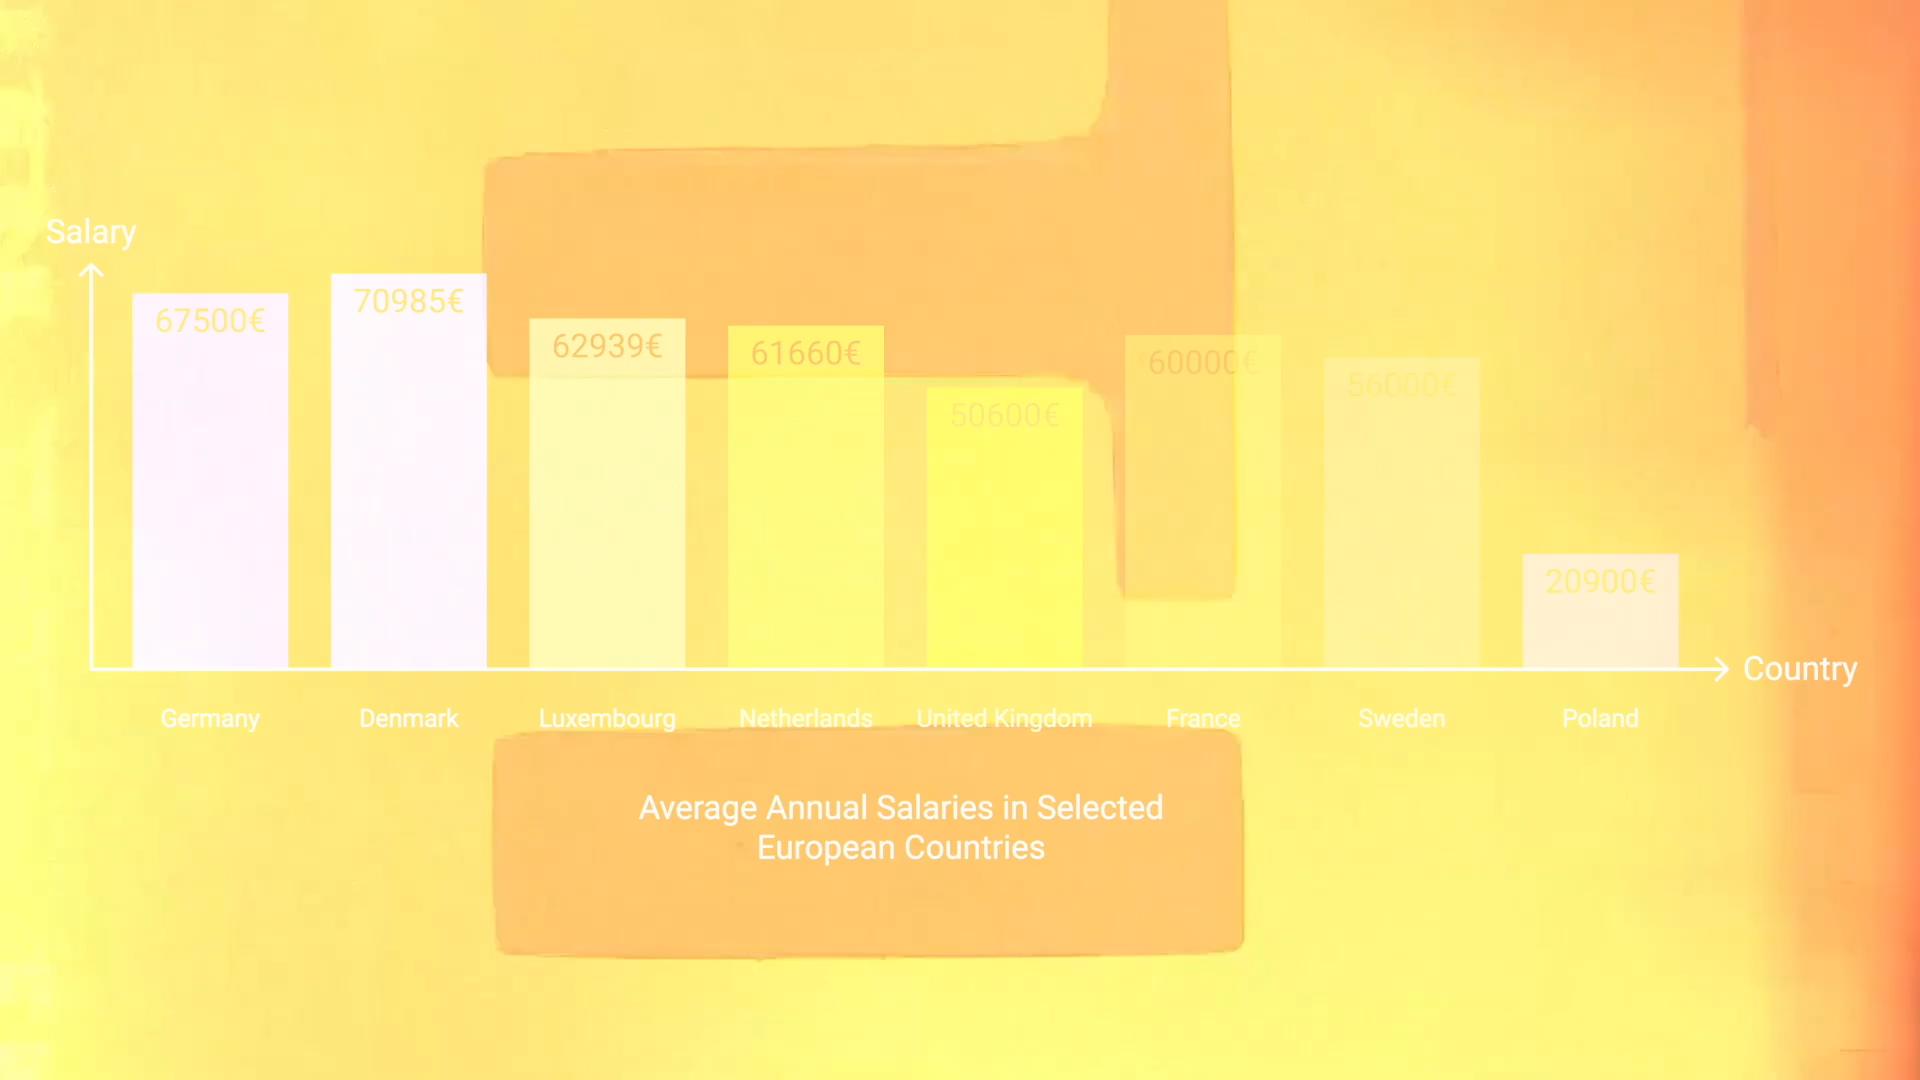 Salary
67500€
70985€
62939€
61660€
50600€
60000€
56000€
20900€
Country
Germany
Denmark
Luxembourg
Netherlands
United Kingdom
France
Sweden
Poland
Average Annual Salaries in Selected
European Countries